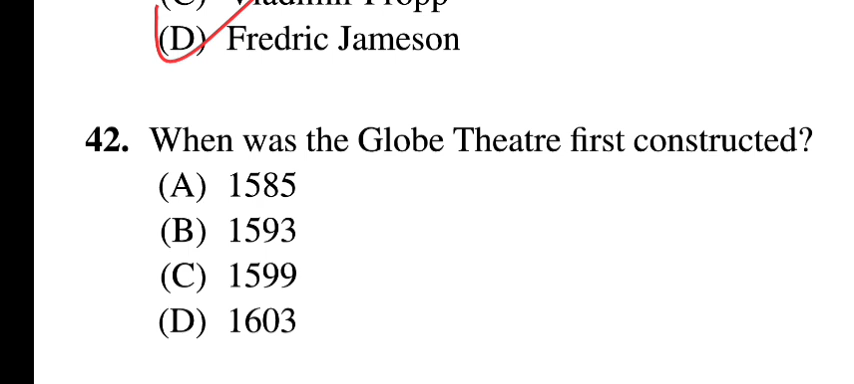 (D) Fredric Jameson
42. When was the Globe Theatre first constructed?
(A) 1585
(B) 1593
(C) 1599
(D) 1603